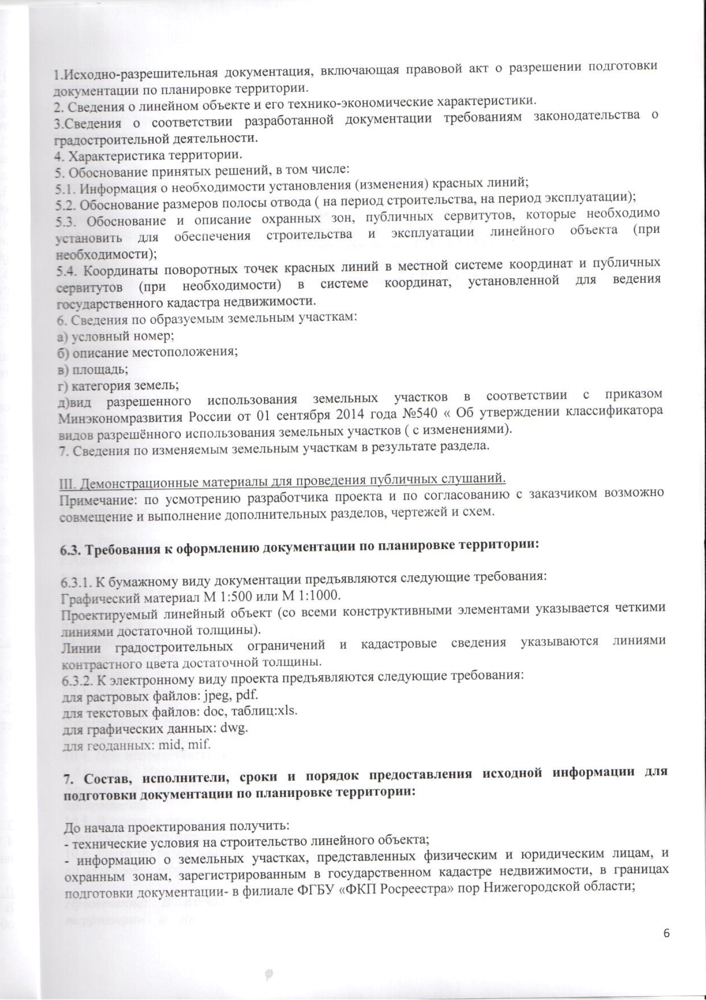 1.Исходно-разрешительная документация, включающая правовой акт о разрешении подготовки
документации по планировке территории.
2. Сведения о линейном объекте и его технико-экономические характеристики.
3.Сведения о соответствии разработанной документации требованиям законодательства о
градостроительной деятельности.
4. Характеристика территории.
5. Обоснование принятых решений, в том числе:
5.1. Информация о необходимости установления (изменения) красных линий;
5.2. Обоснование размеров полосы отвода ( на период строительства, на период эксплуатации);
5.3. Обоснование и описание охранных зон, публичных сервитутов, которые необходимо
установить для обеспечения строительства и эксплуатации линейного объекта (при
необходимости);
5.4. Координаты поворотных точек красных линий в местной системе координат и публичных
сервитутов (при необходимости) в системе координат, установленной для ведения
государственного кадастра недвижимости.
6. Сведения по образуемым земельным участкам:
а) условный номер;
б) описание местоположения;
в) площадь;
г) категория земель;
д)вид разрешенного использования земельных участков в соответствии с приказом
Минэкономразвития России от 01 сентября 2014 года №540 « Об утверждении классификатора
видов разрешённого использования земельных участков ( с изменениями).
7. Сведения по изменяемым земельным участкам в результате раздела.
III. Демонстрационные материалы для проведения публичных слушаний.
Примечание: по усмотрению разработчика проекта и по согласованию с заказчиком возможно
совмещение и выполнение дополнительных разделов, чертежей и схем.
6.3. Требования к оформлению документации по планировке территории:
6.3.1. К бумажному виду документации предъявляются следующие требования:
Графический материал М 1:500 или М 1:1000.
Проектируемый линейный объект (со всеми конструктивными элементами указывается четкими
линиями достаточной толщины).
Линии градостроительных ограничений и кадастровые сведения указываются линиями
контрастного цвета достаточной толщины.
6.3.2. К электронному виду проекта предъявляются следующие требования:
для растровых файлов: jpeg, pdf.
для текстовых файлов: doc, таблиц:xls.
для графических данных: dwg.
для геоданных: mid, mif.
7. Состав, исполнители, сроки и порядок предоставления исходной информации для
подготовки документации по планировке территории:
До начала проектирования получить:
- технические условия на строительство линейного объекта;
- информацию о земельных участках, представленных физическим и юридическим лицам, и
охранным зонам, зарегистрированным в государственном кадастре недвижимости, в границах
подготовки документации- в филиале ФГБУ «ФКП Росреестра» пор Нижегородской области;
6